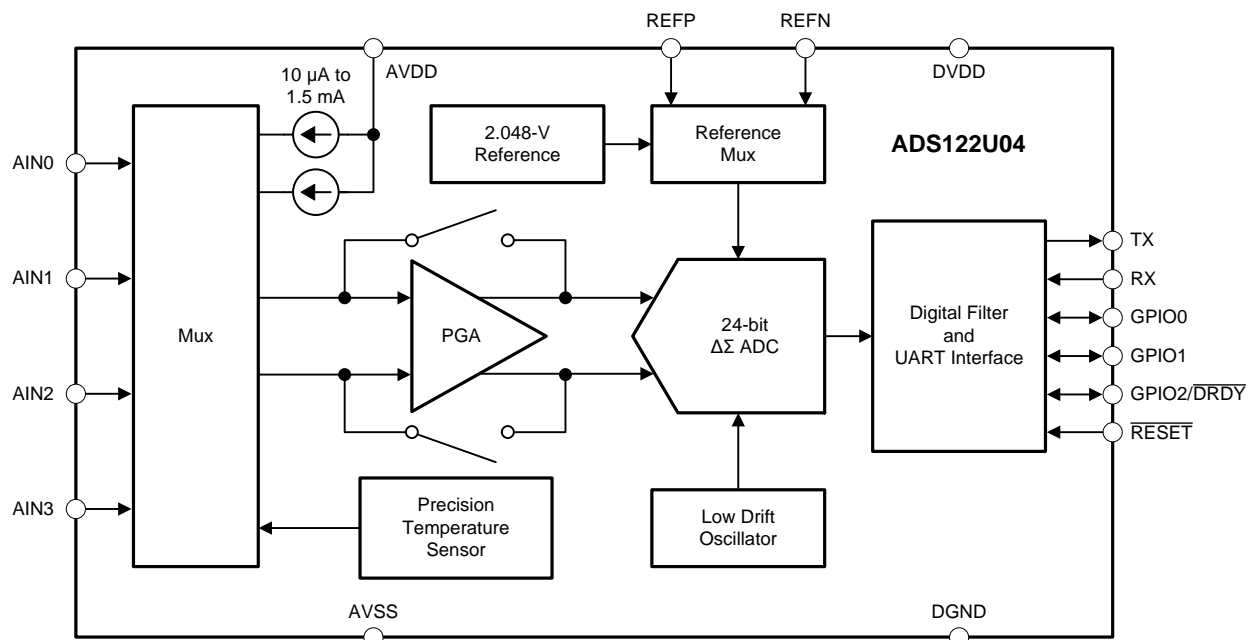 REFP
REFN
AVDD
DVDD
10 μA to
1.5 mA
2.048-V
Reference
Reference
Mux
ADS122U04
AIN0
AIN1
AIN2
AIN3
Mux
PGA
24-bit
ΔΣ ADC
Digital Filter
and
UART Interface
TX
RX
GPIO0
GPIO1
GPIO2/DRDY
RESET
Precision
Temperature
Sensor
Low Drift
Oscillator
AVSS
DGND